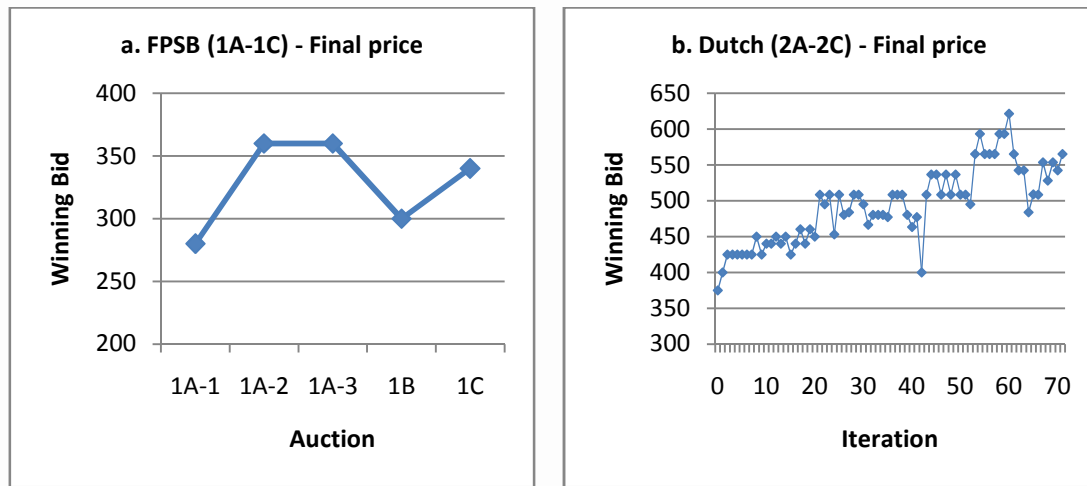 a. FPSB (1A-1C) - Final price
400
350
300
250
200
Winning Bid
1A-1 1A-2 1A-3 1B 1C
Auction
b. Dutch (2A-2C) - Final price
650
600
550
500
450
400
350
300
Winning Bid
0 10 20 30 40 50 60 70
Iteration